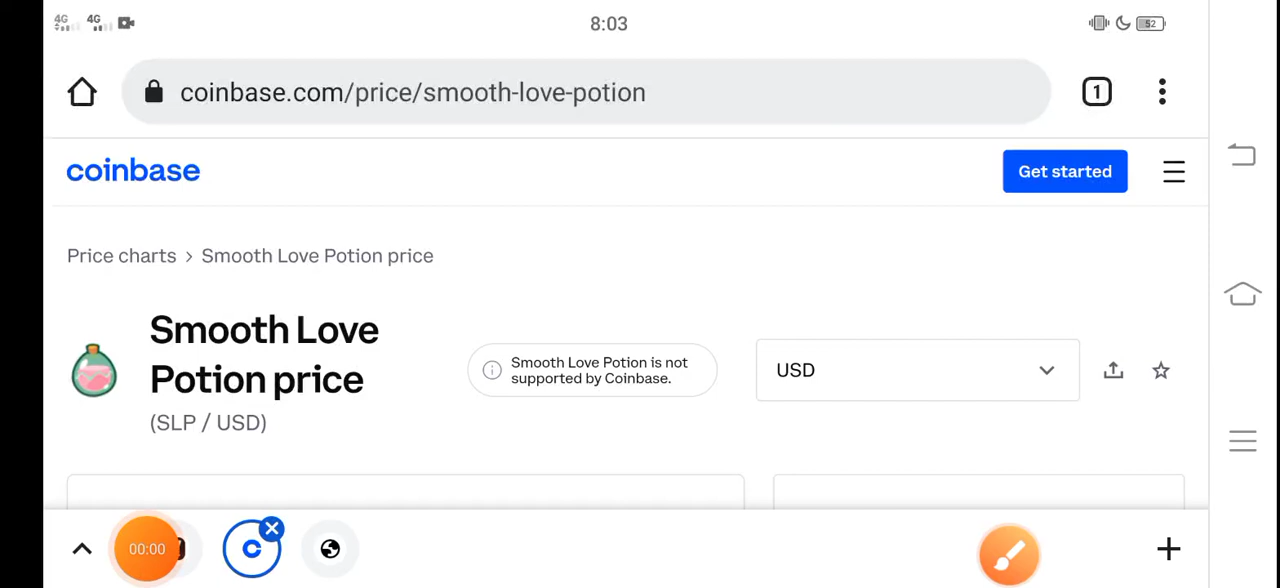 4G 4G 8:03 52
coinbase.com/price/smooth-love-potion 1
coinbase Get started
Price charts > Smooth Love Potion price
Smooth Love
Potion price
(SLP / USD)
Smooth Love Potion is not
supported by Coinbase.
USD
00:00